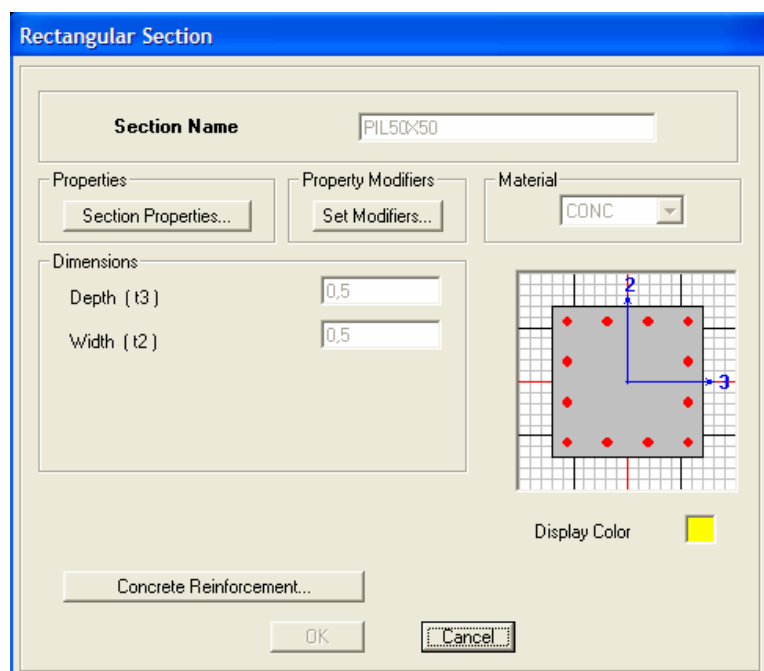 Rectangular Section
Section Name PIL50X50
Properties
Section Properties...
Property Modifiers
Set Modifiers...
Material
CONC
Dimensions
Depth ( t3 ) 0,5
Width ( t2 ) 0,5
2
3
Display Color
Concrete Reinforcement...
OK
Cancel